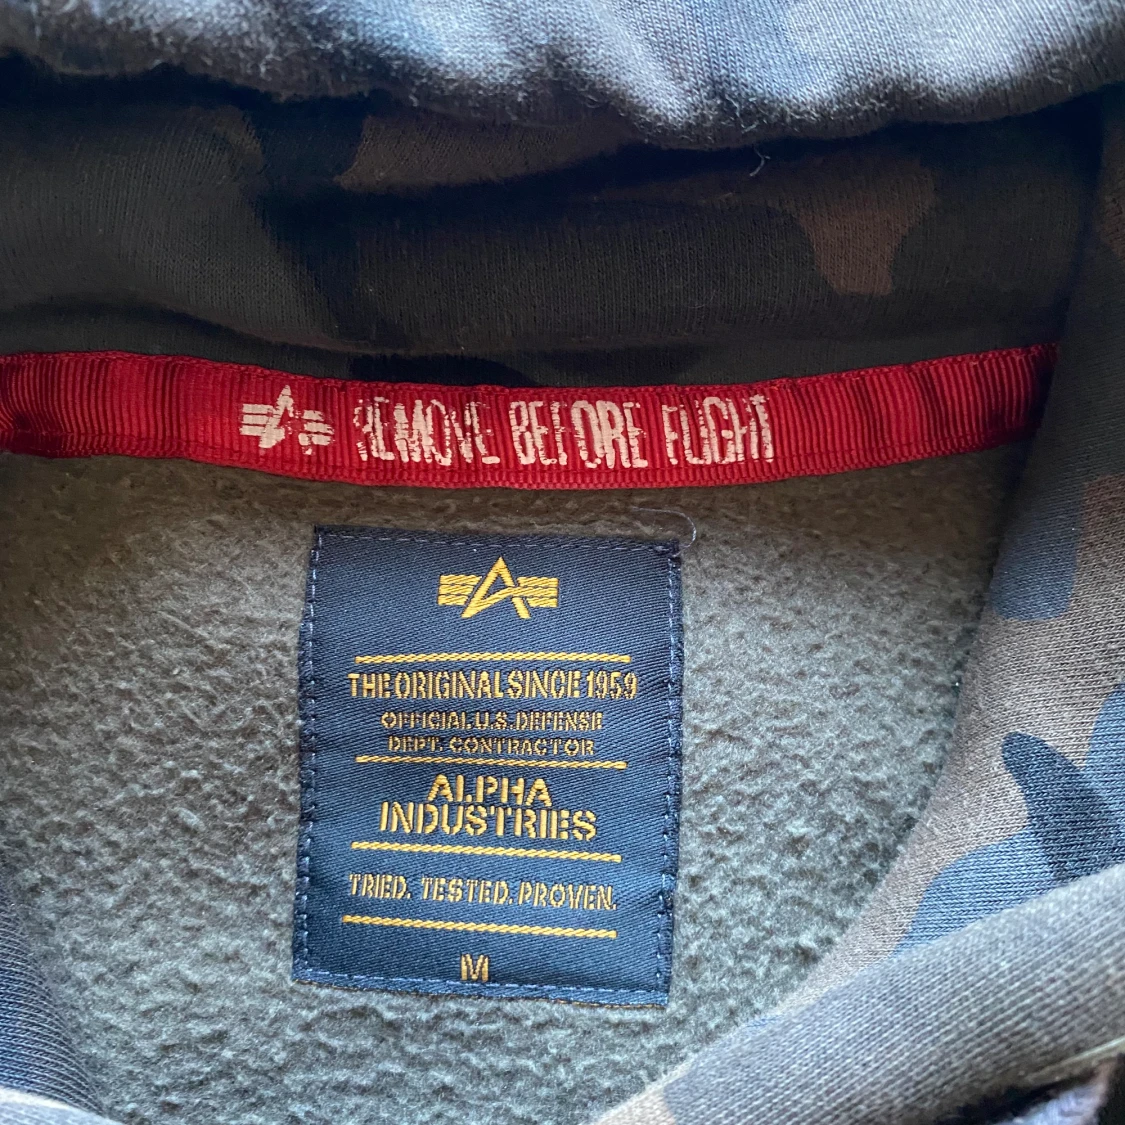 REMOVE BEFORE FLIGHT
THE ORIGINAL SINCE 1959
OFFICIAL U.S. DEFENSE
DEPT. CONTRACTOR
ALPHA
INDUSTRIES
TRIED. TESTED. PROVEN.
M